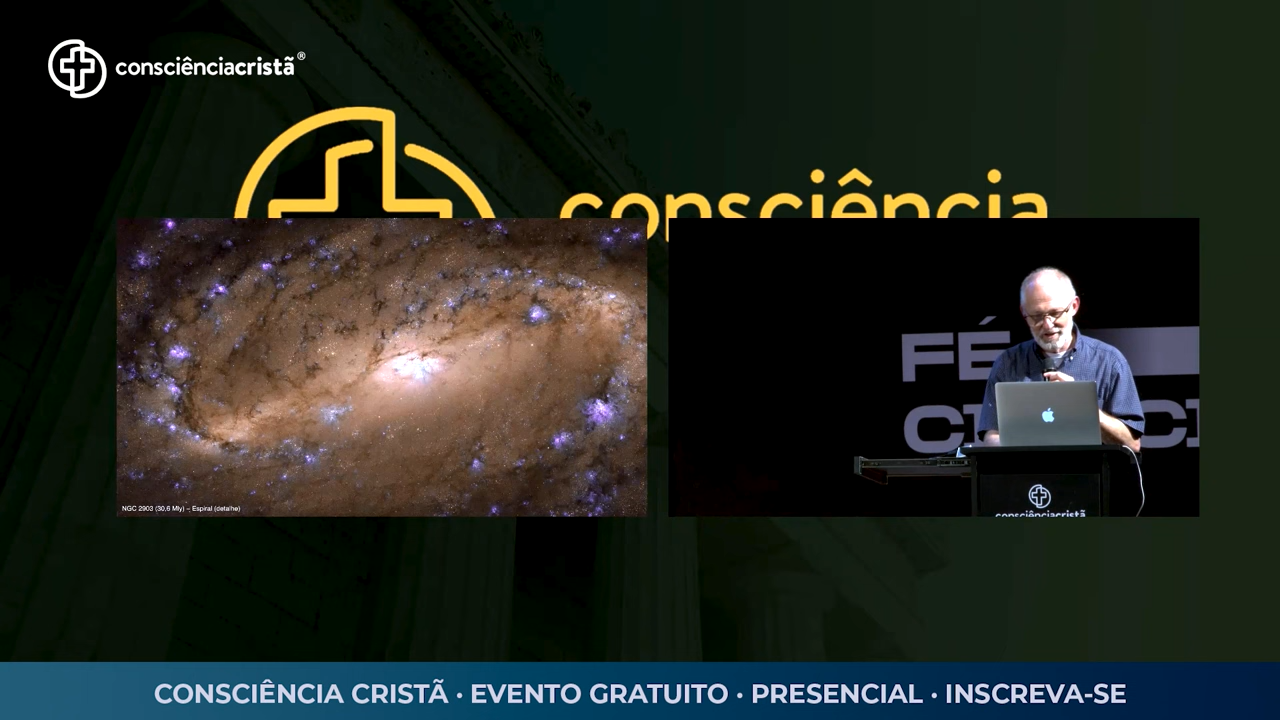 consciênciacristã®
consciência
NGC 2903 (30,6 Mly) – Espiral (detalhe)
FÉ
consciênciacristã
CONSCIÊNCIA CRISTÃ • EVENTO GRATUITO • PRESENCIAL • INSCREVA-SE